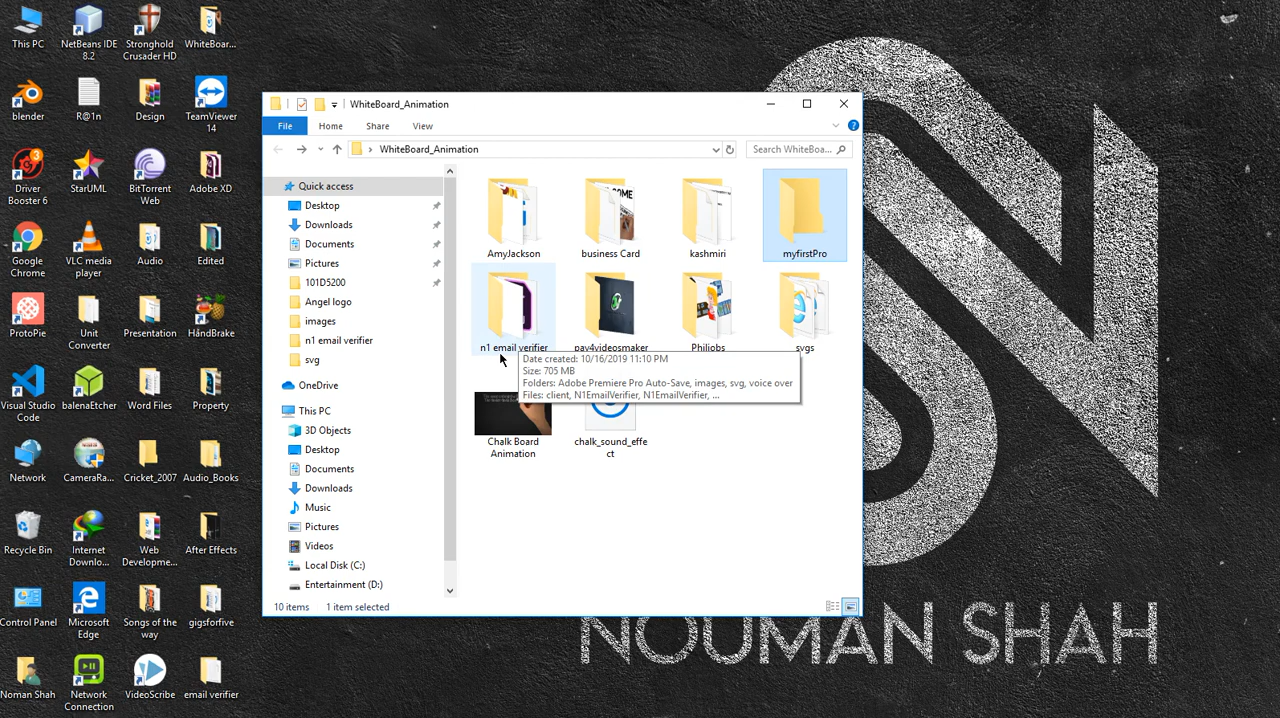 This PC
NetBeans IDE
8.2
Stronghold
Crusader HD
WhiteBoar...
blender
R@1n
Design
TeamViewer
14
3
Driver
Booster 6
StarUML
BitTorrent
Web
Adobe XD
Google
Chrome
VLC media
player
Audio
Edited
ProtoPie
Unit
Converter
Presentation
HandBrake
Visual Studio
Code
balenaEtcher
Word Files
Property
Network
CameraRa...
Cricket_2007
Audio_Books
Recycle Bin
Internet
Downlo...
Web
Developme...
After Effects
Control Panel
Microsoft
Edge
Songs of the
way
gigsforfive
Noman Shah
Network
Connection
VideoScribe
email verifier
WhiteBoard_Animation
File
Home
Share
View
WhiteBoard_Animation
Search WhiteBoa...
Quick access
Desktop
Downloads
Documents
Pictures
101D5200
Angel logo
images
n1 email verifier
svg
OneDrive
This PC
3D Objects
Desktop
Documents
Downloads
Music
Pictures
Videos
Local Disk (C:)
Entertainment (D:)
AmyJackson
business Card
kashmiri
myfirstPro
n1 email verifier
pav4videosmaker
Philiobs
svgs
Date created: 10/16/2019 11:10 PM
Size: 705 MB
Folders: Adobe Premiere Pro Auto-Save, images, svg, voice over
Files: client, N1EmailVerifier, N1EmailVerifier, ...
Chalk Board
Animation
chalk_sound_effe
ct
10 items
1 item selected
NOUMAN SHAH